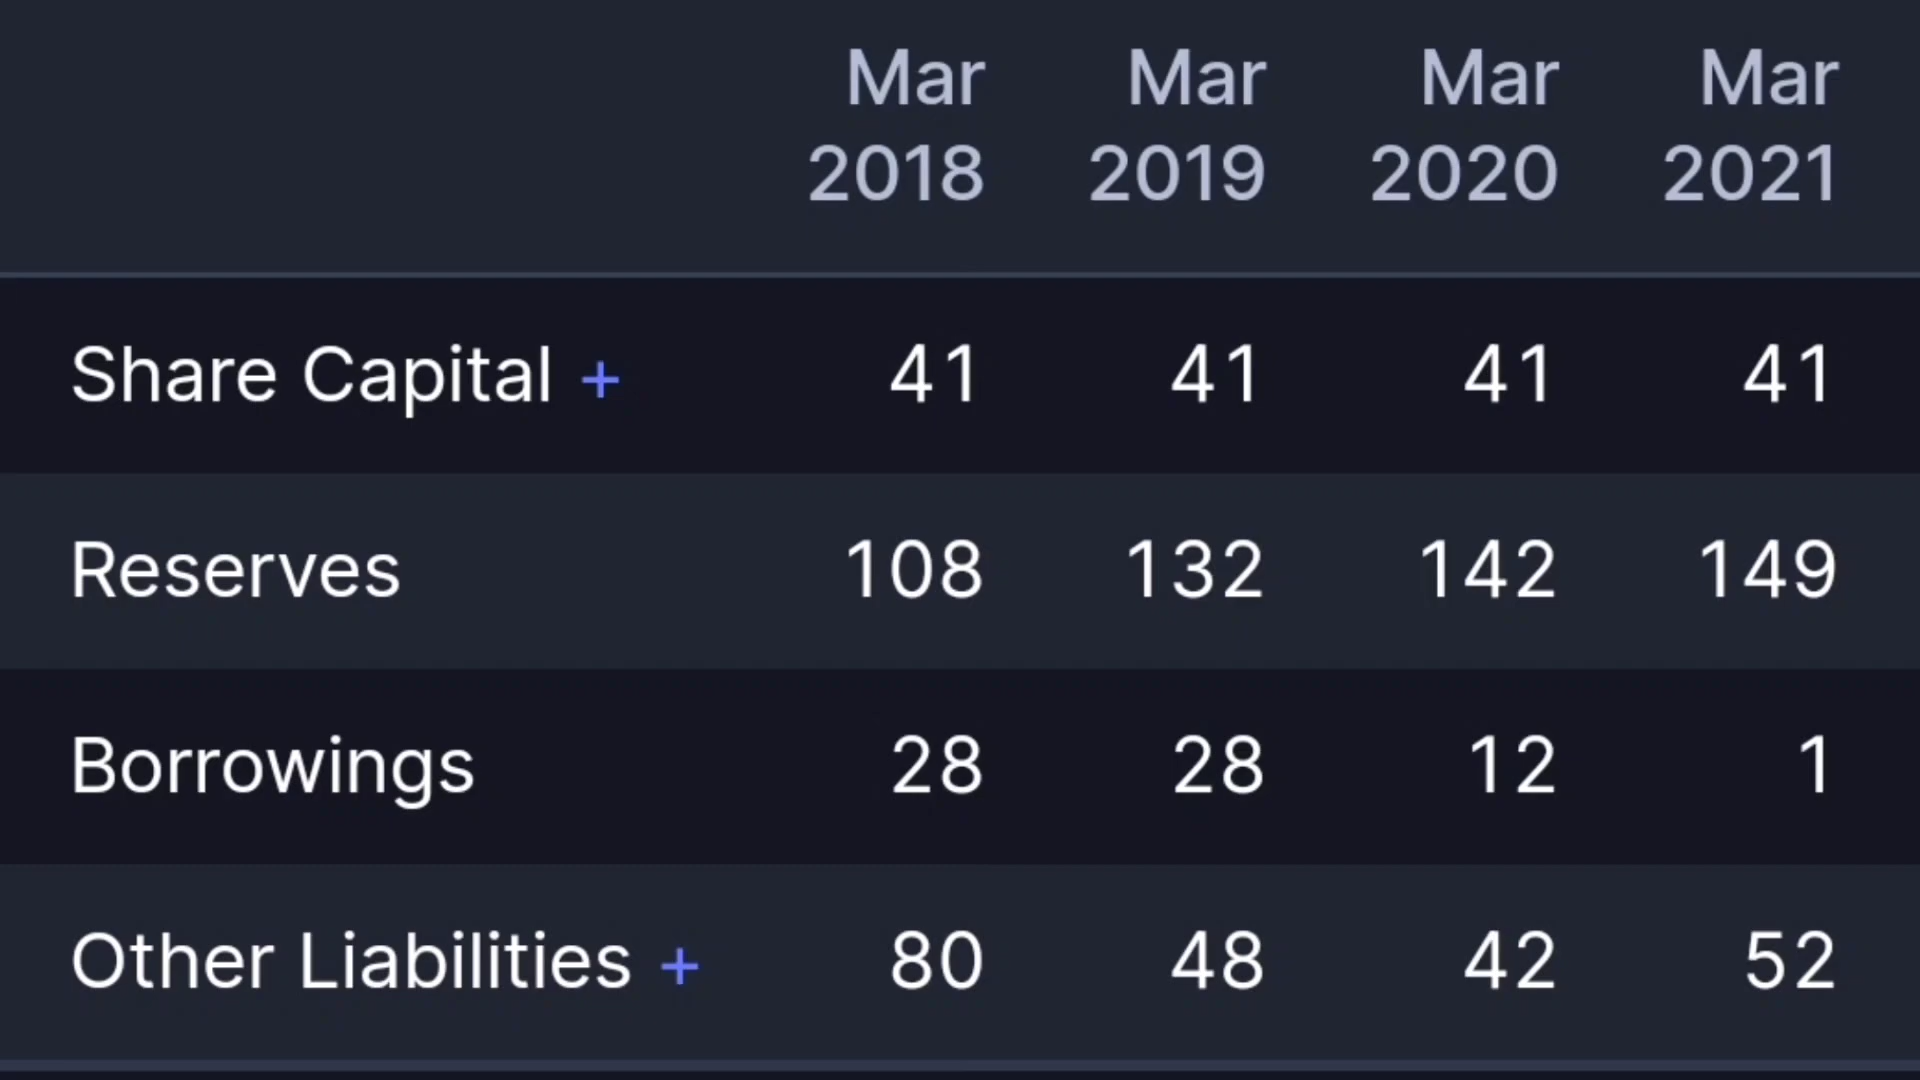 Mar Mar Mar Mar
2018 2019 2020 2021
Share Capital + 41 41 41 41
Reserves 108 132 142 149
Borrowings 28 28 12 1
Other Liabilities + 80 48 42 52